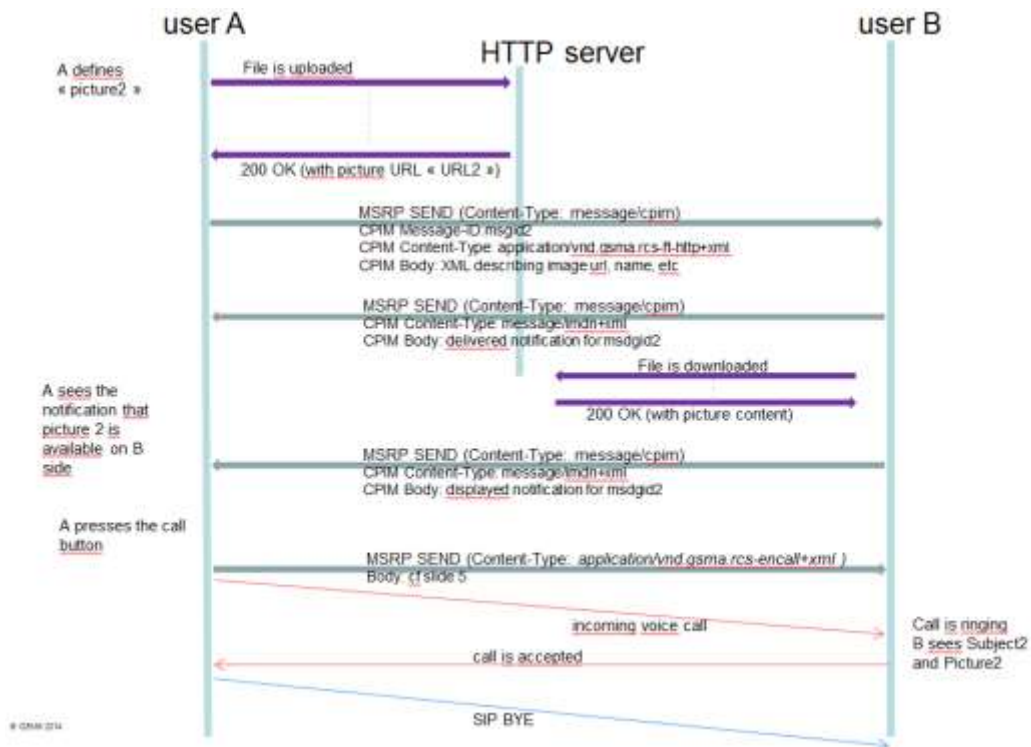 user A
user B
HTTP server
A defines
« picture2 »
File is uploaded
200 OK (with picture URL « URL2 »)
MSRP SEND (Content-Type: message/cpim)
CPIM Message-ID:msgid2
CPIM Content-Type: application/vnd.gsma.rcs-ft-http+xml
CPIM Body: XML describing image url, name, etc
MSRP SEND (Content-Type: message/cpim)
CPIM Content-Type: message/imdn+xml
CPIM Body: delivered notification for msdgid2
File is downloaded
200 OK (with picture content)
A sees the
notification that
picture 2 is
available on B
side
MSRP SEND (Content-Type: message/cpim)
CPIM Content-Type: message/imdn+xml
CPIM Body: displayed notification for msdgid2
A presses the call
button
MSRP SEND (Content-Type: application/vnd.gsma.rcs-encall+xml )
Body: cf slide 5
incoming voice call
Call is ringing
B sees Subject2
and Picture2
call is accepted
SIP BYE
© GSMA 2014